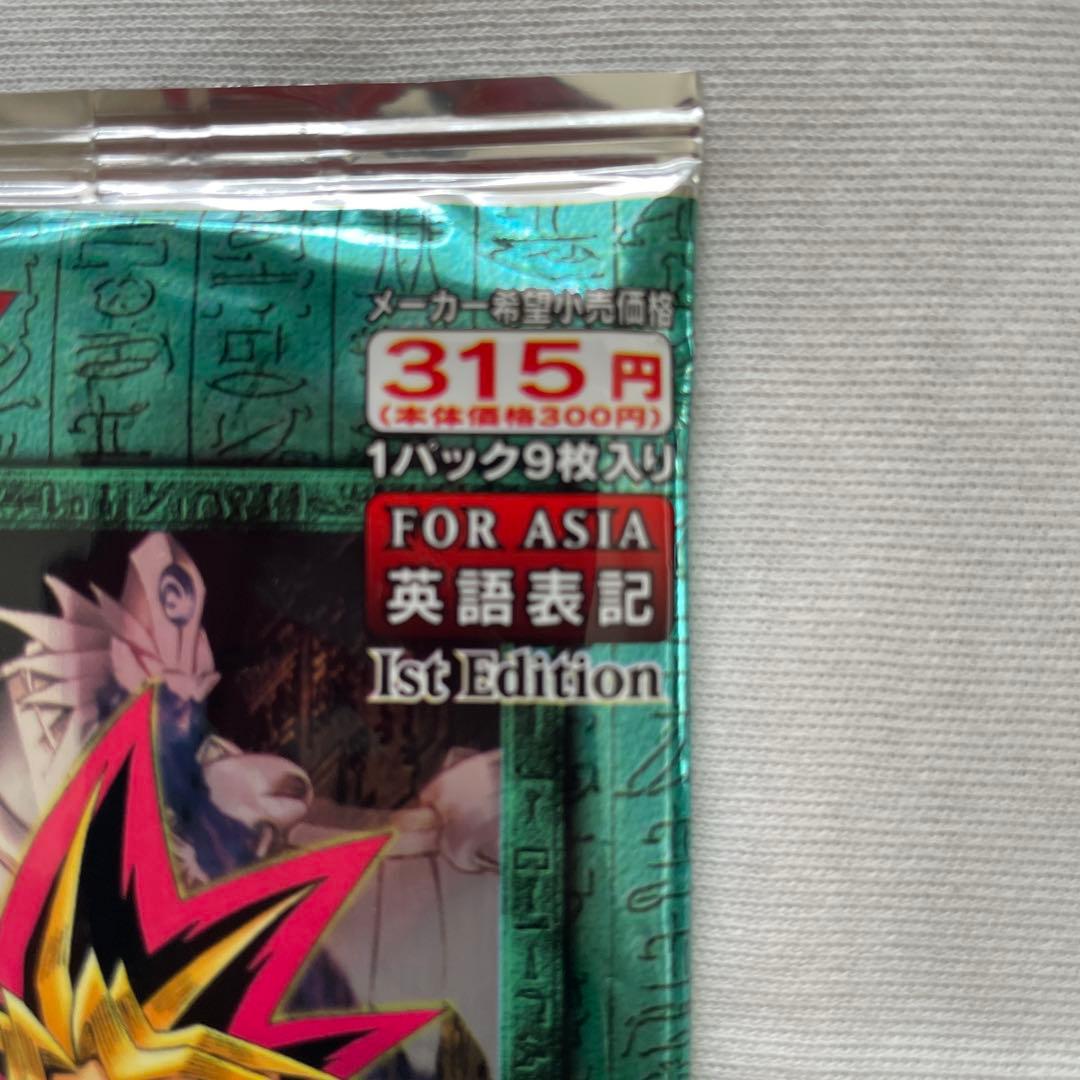 メーカー希望小売価格
315円
(本体価格300円)
1パック9枚入り
FOR ASIA
英語表記
1st Edition